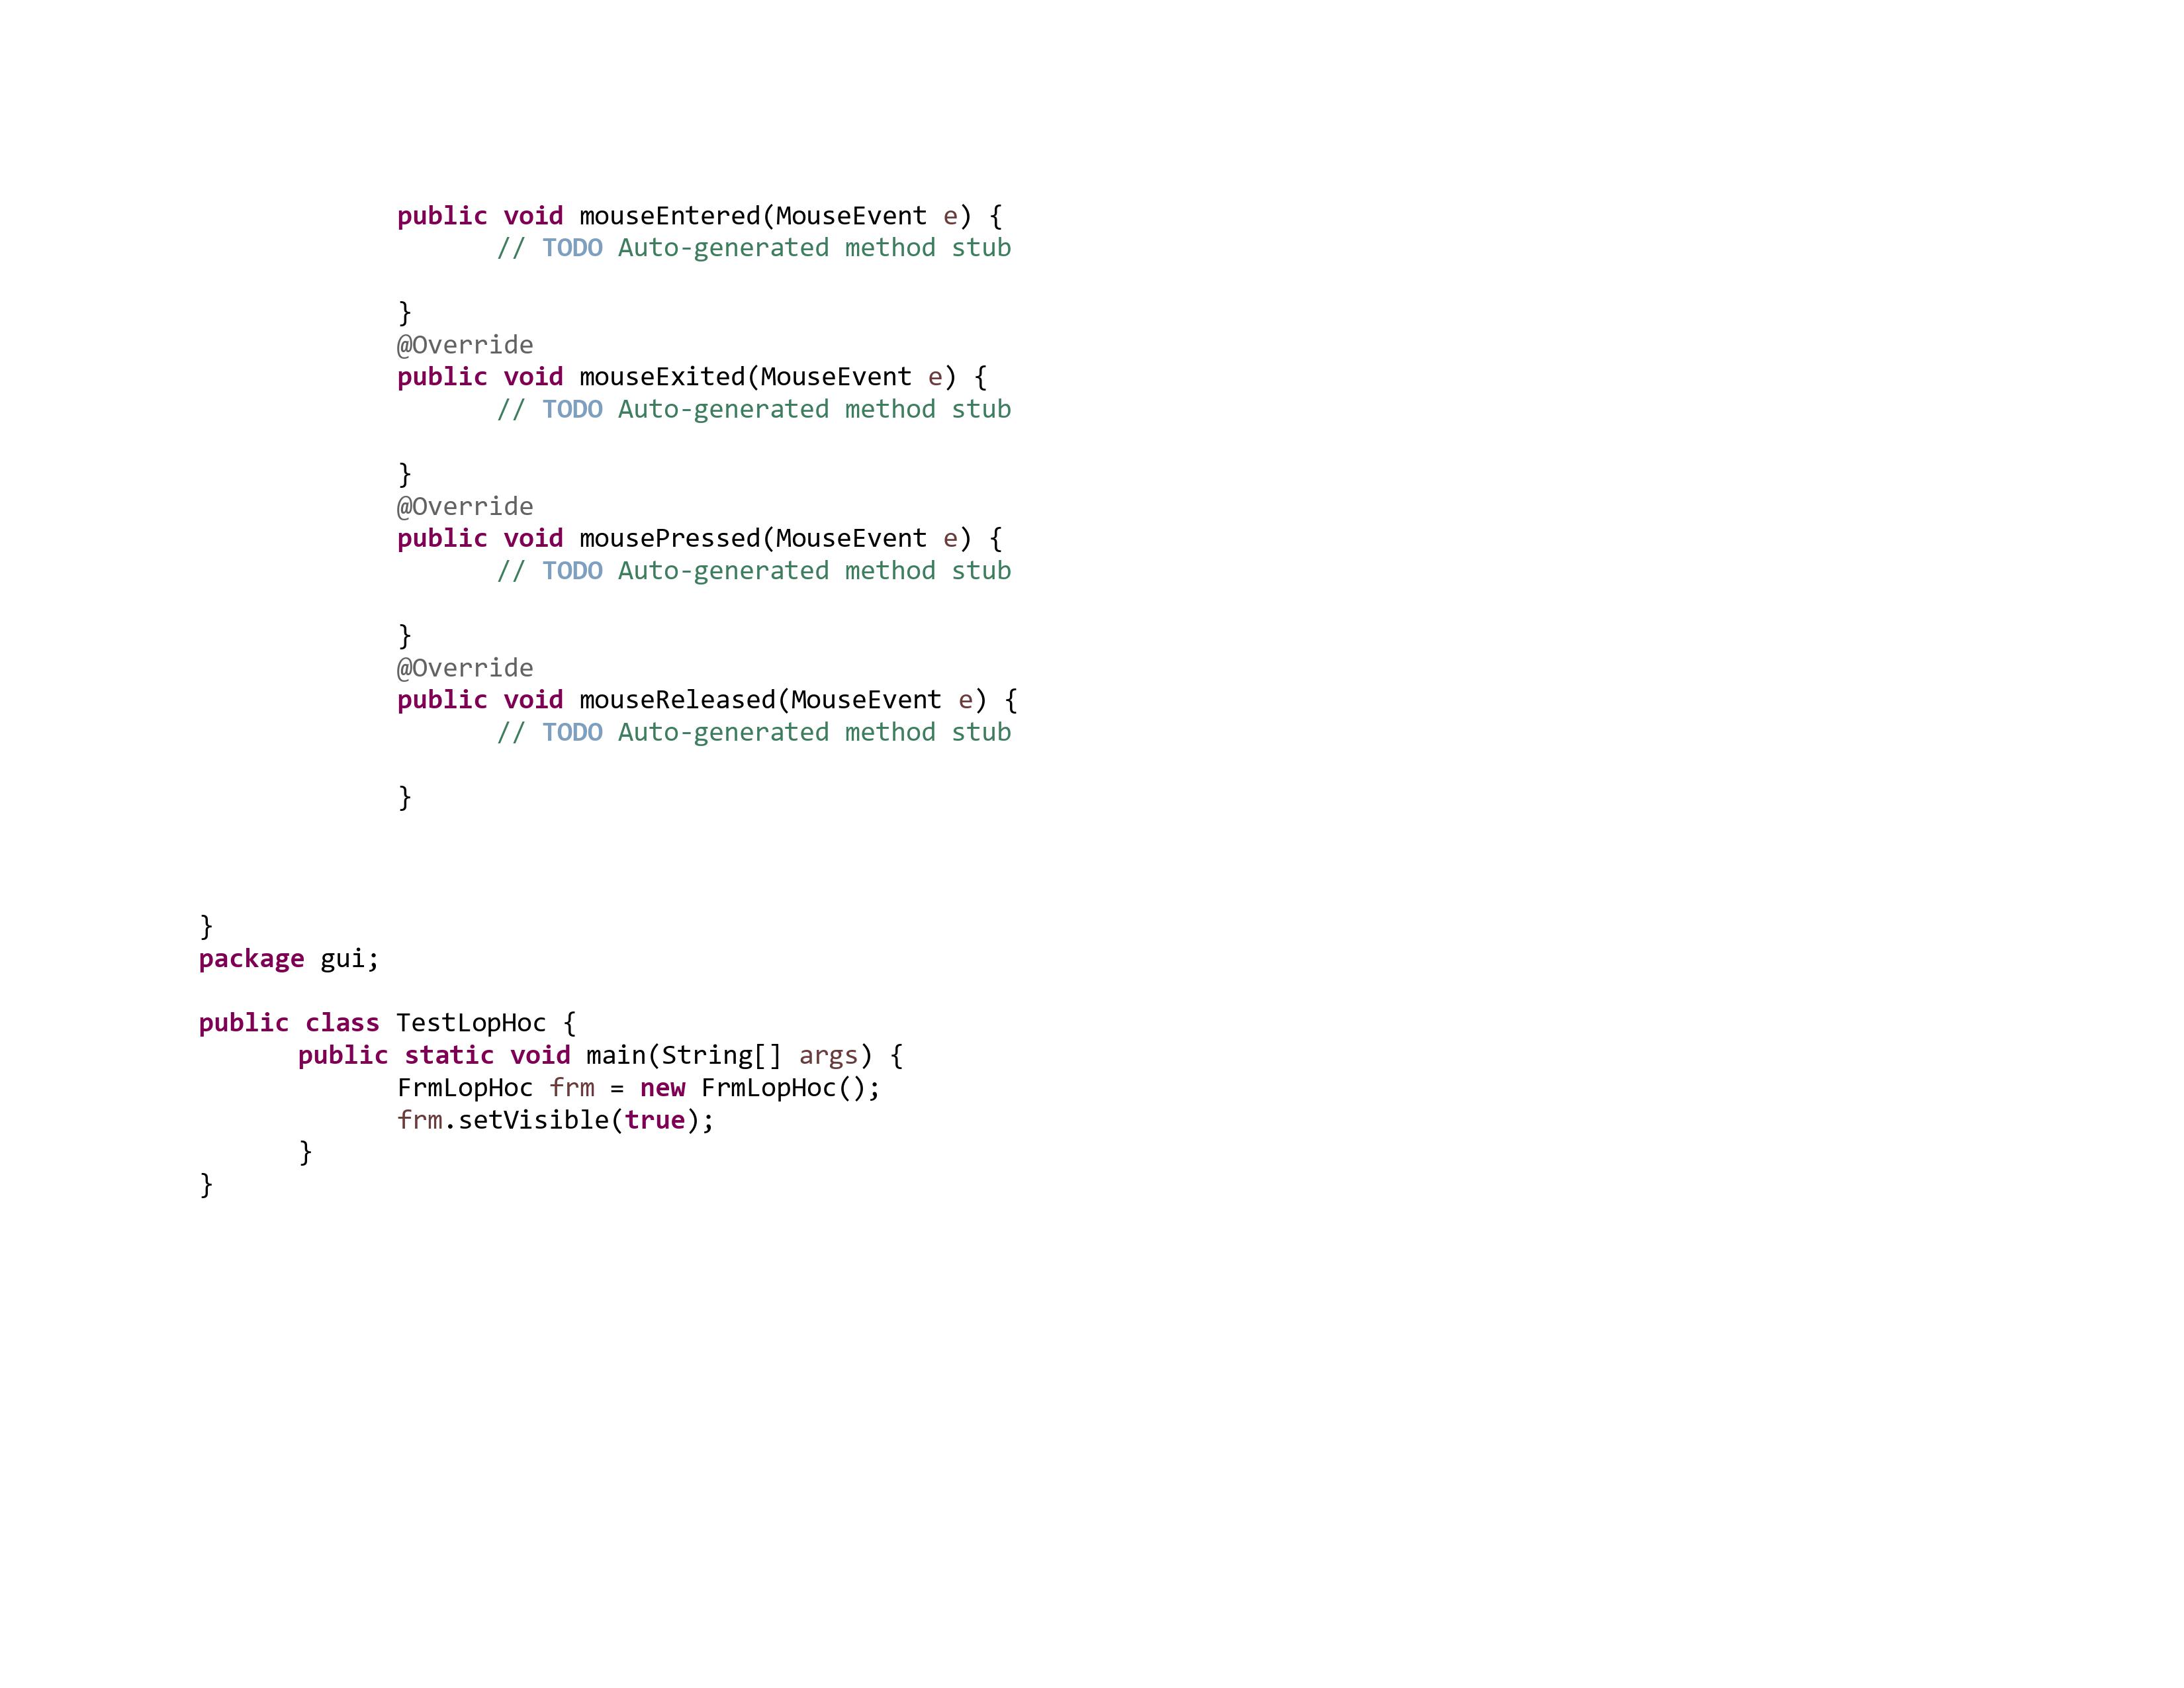 public void mouseEntered(MouseEvent e) {
// TODO Auto-generated method stub
}
@Override
public void mouseExited(MouseEvent e) {
// TODO Auto-generated method stub
}
@Override
public void mousePressed(MouseEvent e) {
// TODO Auto-generated method stub
}
@Override
public void mouseReleased(MouseEvent e) {
// TODO Auto-generated method stub
}
}
package gui;
public class TestLopHoc {
public static void main(String[] args) {
FrmLopHoc frm = new FrmLopHoc();
frm.setVisible(true);
}
}